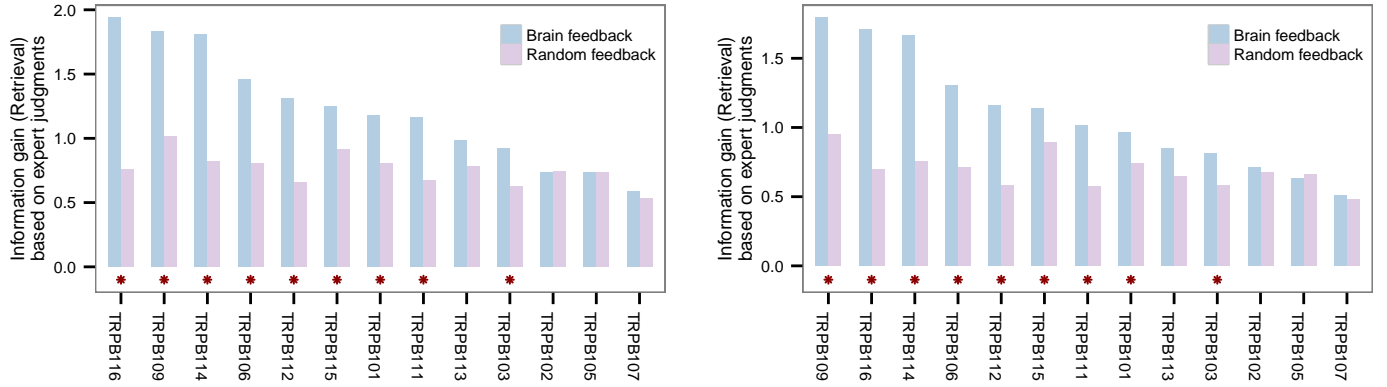 Information gain (Retrieval)
based on expert judgments
2.0
1.5
1.0
0.5
0.0
Brain feedback
Random feedback
TRPB116
TRPB109
TRPB114
TRPB106
TRPB112
TRPB115
TRPB101
TRPB111
TRPB113
TRPB103
TRPB102
TRPB105
TRPB107
Information gain (Retrieval)
based on expert judgments
1.5
1.0
0.5
0.0
Brain feedback
Random feedback
TRPB109
TRPB116
TRPB114
TRPB106
TRPB112
TRPB115
TRPB111
TRPB101
TRPB113
TRPB103
TRPB102
TRPB105
TRPB107